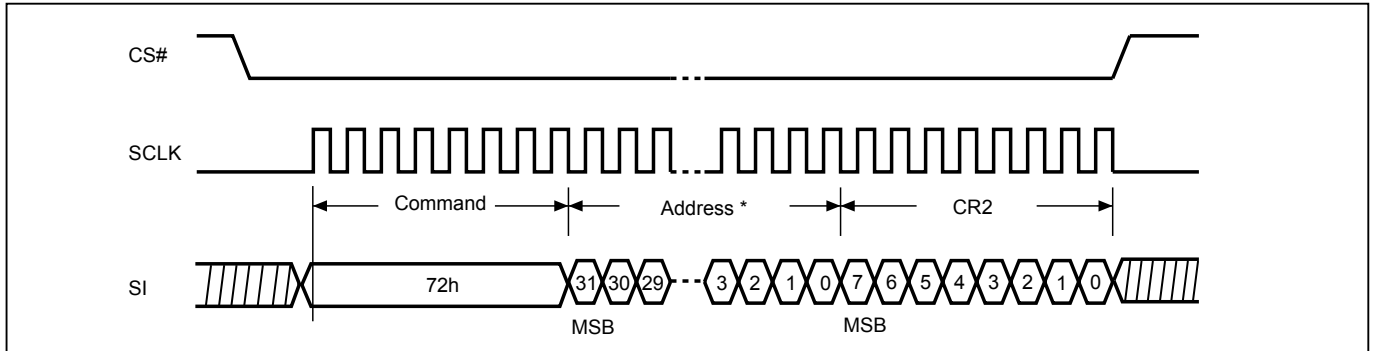 CS#
SCLK
Command
Address *
CR2
SI
72h
31 30 29 3 2 1 0 7 6 5 4 3 2 1 0
MSB
MSB